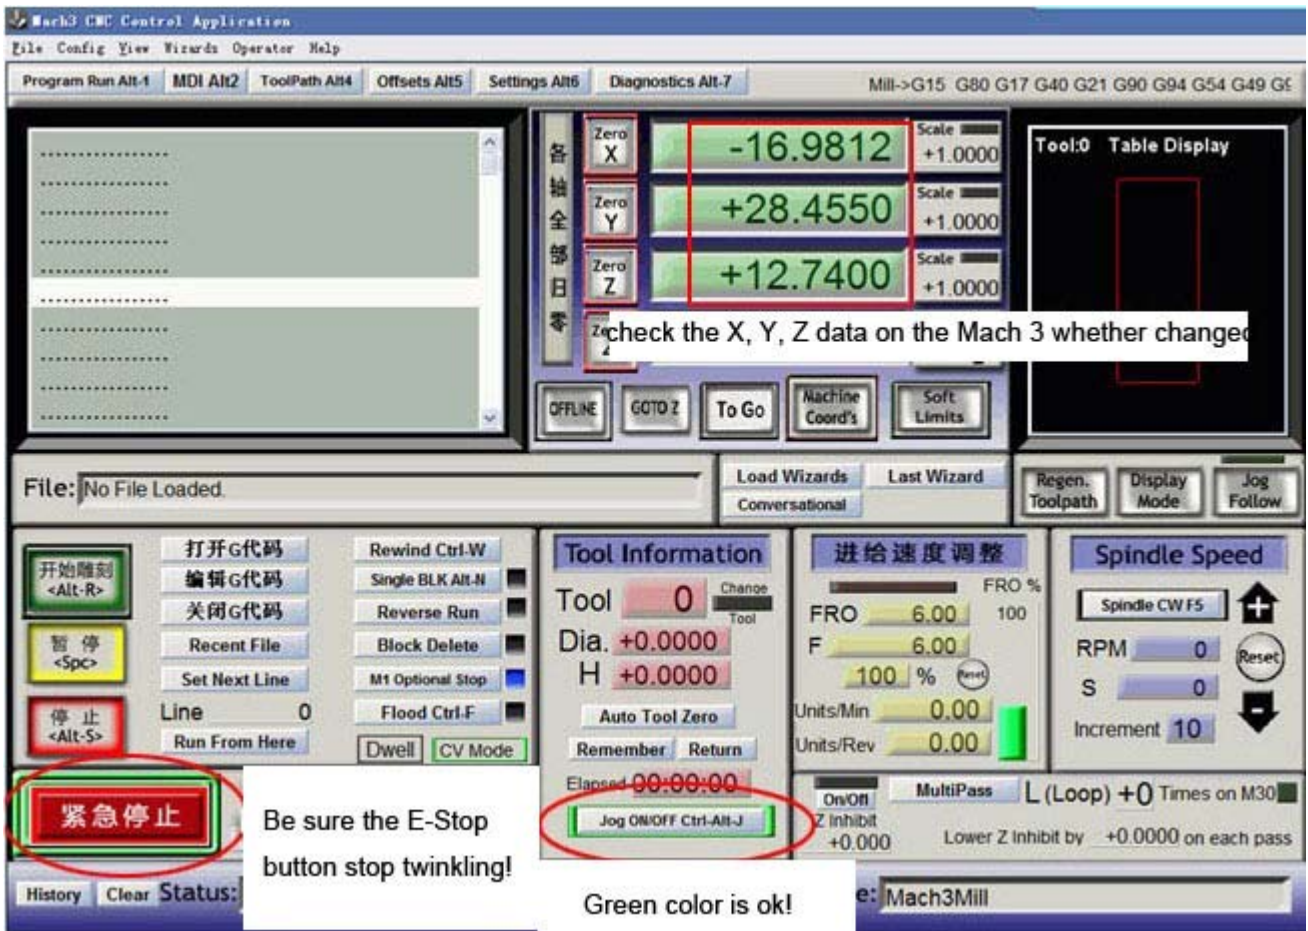 Mach3 CNC Control Application
File Config View Wizards Operator Help
Program Run Alt-1 MDI Alt2 ToolPath Alt4 Offsets Alt5 Settings Alt6 Diagnostics Alt-7 Mill->G15 G80 G17 G40 G21 G90 G94 G54 G49
各轴全部日零
Zero X -16.9812 Scale +1.0000
Zero Y +28.4550 Scale +1.0000
Zero Z +12.7400 Scale +1.0000
check the X, Y, Z data on the Mach 3 whether changed
OFFLINE GOTO Z To Go Machine Coord's Soft Limits
Tool:0 Table Display
File: No File Loaded.
Load Wizards Last Wizard
Conversational
Regen. Toolpath Display Mode Jog Follow
开始雕刻
<Alt-R>
暂 停
<Spc>
停 止
<Alt-S>
紧急停止
打开G代码
编辑G代码
关闭G代码
Recent File
Set Next Line
Line 0
Run From Here
Rewind Ctrl-W
Single BLK Alt-N
Reverse Run
Block Delete
M1 Optional Stop
Flood Ctrl-F
Dwell CV Mode
Be sure the E-Stop
button stop twinkling!
Tool Information
Tool 0 Change Tool
Dia. +0.0000
H +0.0000
Auto Tool Zero
Remember Return
Elapsed 00:00:00
Jog ON/OFF Ctrl-Alt-J
Green color is ok!
进给速度调整
FRO %
FRO 6.00 100
F 6.00
100 % Reset
Units/Min 0.00
Units/Rev 0.00
Spindle Speed
Spindle CW F5
RPM 0 Reset
S 0
Increment 10
On/Off MultiPass L (Loop) +0 Times on M30
Z Inhibit
+0.000 Lower Z Inhibit by +0.0000 on each pass
History Clear Status:
Mach3Mill